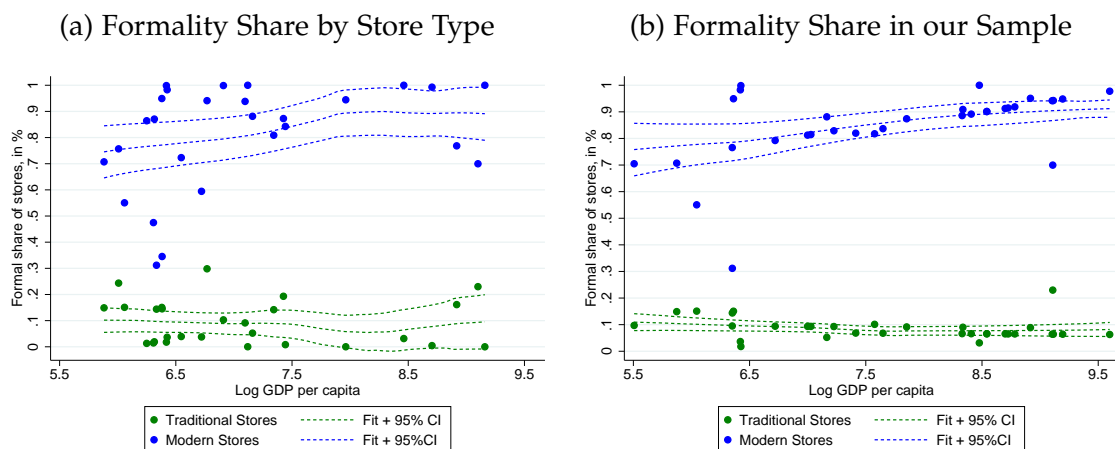 (a) Formality Share by Store Type
Formal share of stores, in %
1
.9
.8
.7
.6
.5
.4
.3
.2
.1
0
5.5 6.5 7.5 8.5 9.5
Log GDP per capita
Traditional Stores Fit + 95% CI
Modern Stores Fit + 95%CI
(b) Formality Share in our Sample
Formal share of stores, in %
1
.9
.8
.7
.6
.5
.4
.3
.2
.1
0
5.5 6.5 7.5 8.5 9.5
Log GDP per capita
Traditional Stores Fit + 95% CI
Modern Stores Fit + 95%CI